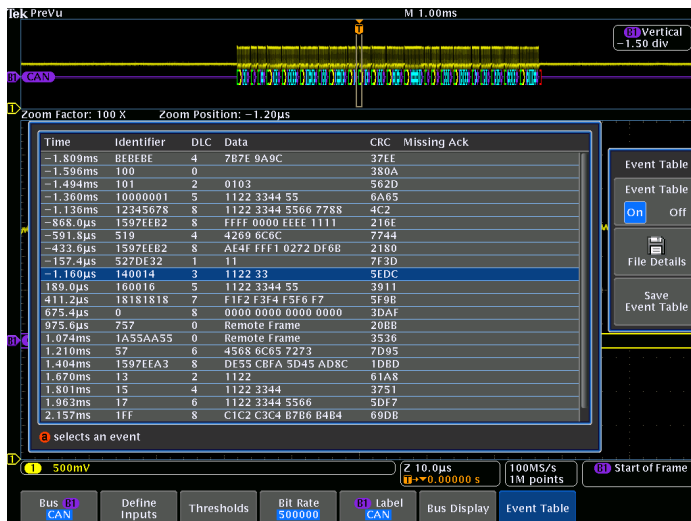 Tek PreVu M 1.00ms
T
B1 Vertical
-1.50 div
B1 CAN
1
Zoom Factor: 100 X Zoom Position: -1.20µs
Time Identifier DLC Data CRC Missing Ack
-1.809ms BEBEBE 4 7B7E 9A9C 37EE
-1.596ms 100 0 380A
-1.494ms 101 2 0103 562D
-1.360ms 10000001 5 1122 3344 55 6A65
-1.136ms 12345678 8 1122 3344 5566 7788 4C2
-868.0µs 1597EEB2 8 FFFF 0000 EEEE 1111 216E
-591.8µs 519 4 4269 6C6C 7744
-433.6µs 1597EEB2 8 AE4F FFF1 0272 DF6B 2180
-157.4µs 527DE32 1 11 7F3D
-1.160µs 140014 3 1122 33 5EDC
189.0µs 160016 5 1122 3344 55 3911
411.2µs 18181818 7 F1F2 F3F4 F5F6 F7 5F9B
675.4µs 0 8 0000 0000 0000 0000 3DAF
975.6µs 757 0 Remote Frame 20BB
1.074ms 1A55AA55 0 Remote Frame 3536
1.210ms 57 6 4568 6C65 7273 7D95
1.404ms 1597EEA3 8 DE55 CBFA 5D45 AD8C 1DBD
1.670ms 13 2 1122 61A8
1.801ms 15 4 1122 3344 3751
1.963ms 17 6 1122 3344 5566 5DF7
2.157ms 1FF 8 C1C2 C3C4 B7B6 B4B4 69DB
a selects an event
Event Table
Event Table
On Off
File Details
Save
Event Table
B1
1
1 500mV
Z 10.0µs
T→▼0.00000 s
100MS/s
1M points
B1 Start of Frame
Bus B1
CAN
Define
Inputs
Thresholds
Bit Rate
500000
B1 Label
CAN
Bus Display
Event Table